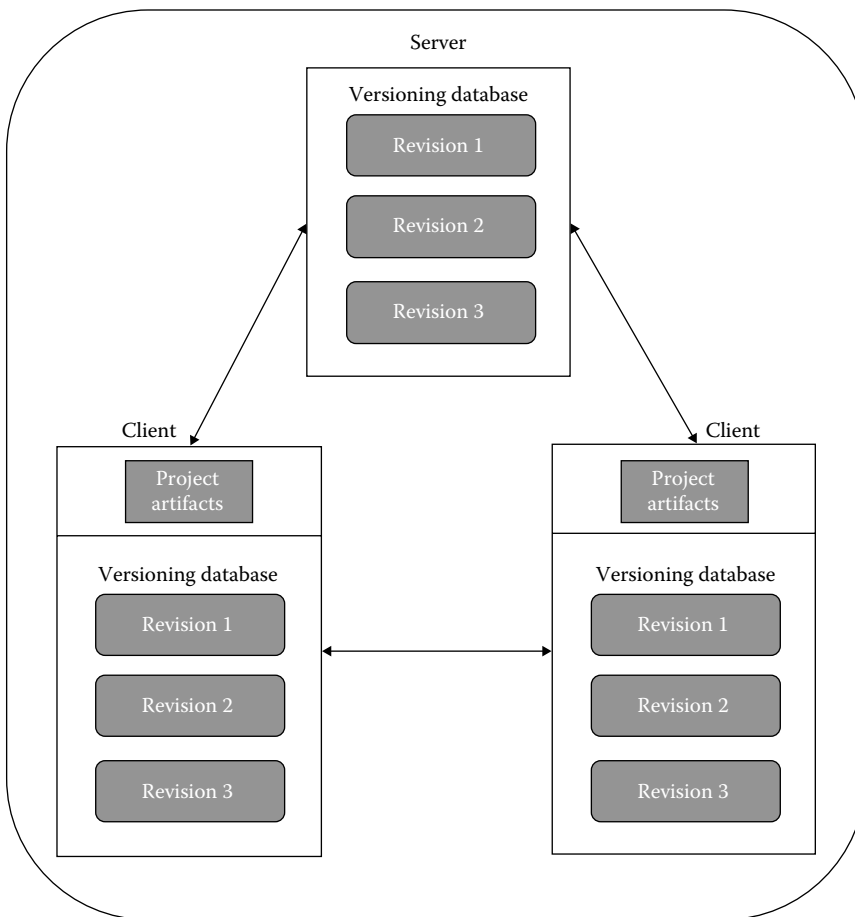 Server
Versioning database
Revision 1
Revision 2
Revision 3
Client
Project
artifacts
Versioning database
Revision 1
Revision 2
Revision 3
Client
Project
artifacts
Versioning database
Revision 1
Revision 2
Revision 3